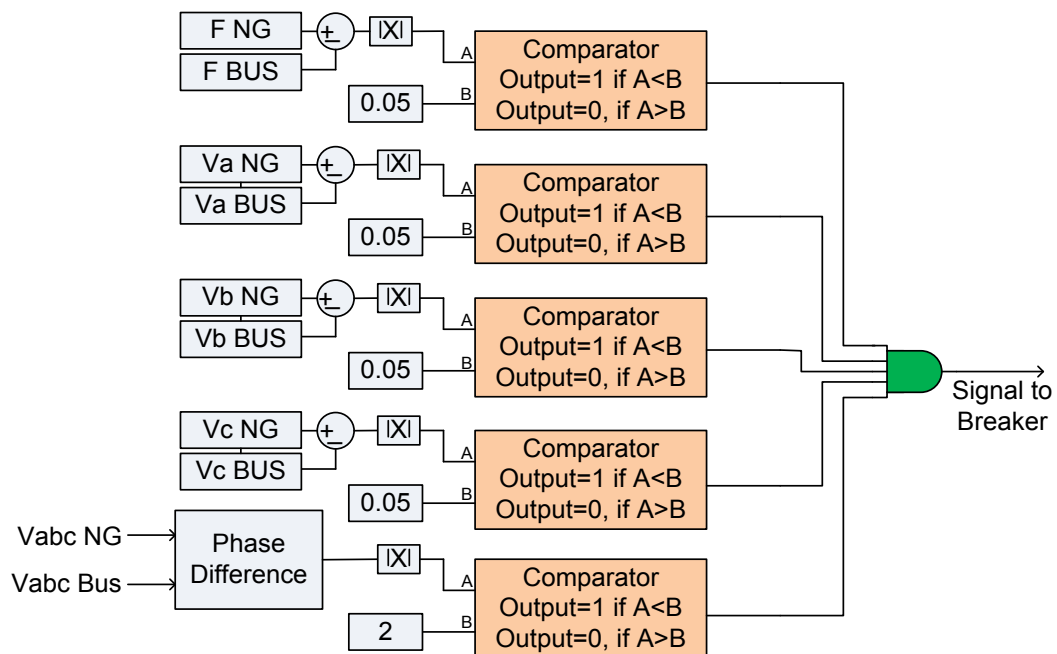 F NG
F BUS
+
−
|X|
A
0.05
B
Comparator
Output=1 if A<B
Output=0, if A>B
Va NG
Va BUS
+
−
|X|
A
0.05
B
Comparator
Output=1 if A<B
Output=0, if A>B
Vb NG
Vb BUS
+
−
|X|
A
0.05
B
Comparator
Output=1 if A<B
Output=0, if A>B
Vc NG
Vc BUS
+
−
|X|
A
0.05
B
Comparator
Output=1 if A<B
Output=0, if A>B
Vabc NG
Vabc Bus
Phase
Difference
|X|
A
2
B
Comparator
Output=1 if A<B
Output=0, if A>B
Signal to
Breaker